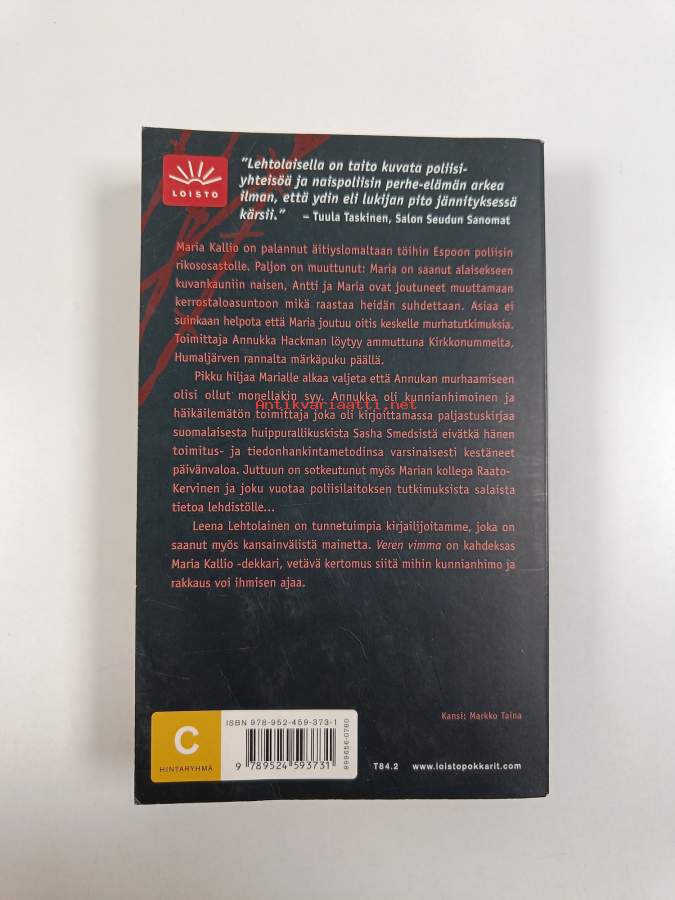 LOISTO
"Lehtolaisella on taito kuvata poliisi-
yhteisöä ja naispoliisin perhe-elämän arkea
ilman, että ydin eli lukijan pito jännityksessä
kärsii." – Tuula Taskinen, Salon Seudun Sanomat
Maria Kallio on palannut äitiyslomaltaan töihin Espoon poliisin
rikososastolle. Paljon on muuttunut: Maria on saanut alaisekseen
kuvankauniin naisen, Antti ja Maria ovat joutuneet muuttamaan
kerrostaloasuntoon mikä raastaa heidän suhdettaan. Asiaa ei
suinkaan helpota että Maria joutuu oitis keskelle murhatutkimuksia.
Toimittaja Annukka Hackman löytyy ammuttuna Kirkkonummelta,
Humaljärven rannalta märkäpuku päällä.
Pikku hiljaa Marialle alkaa valjeta että Annukan murhaamiseen
olisi ollut monellakin syy. Annukka oli kunnianhimoinen ja
Antikvariaatti.net
häikäilemätön toimittaja joka oli kirjoittamassa paljastuskirjaa
suomalaisesta huippurallikuskista Sasha Smedsistä eivätkä hänen
toimitus- ja tiedonhankintametodinsa varsinaisesti kestäneet
päivänvaloa. Juttuun on sotkeutunut myös Marian kollega Raato-
Kervinen ja joku vuotaa poliisilaitoksen tutkimuksista salaista
tietoa lehdistölle...
Leena Lehtolainen on tunnetuimpia kirjailijoitamme, joka on
saanut myös kansainvälistä mainetta. Veren vimma on kahdeksas
Maria Kallio -dekkari, vetävä kertomus siitä mihin kunnianhimo ja
rakkaus voi ihmisen ajaa.
Kansi: Markko Taina
C
HINTARYHMÄ
ISBN 978-952-459-373-1
9 789524 593731
999656-0760
T84.2 www.loistopokkarit.com